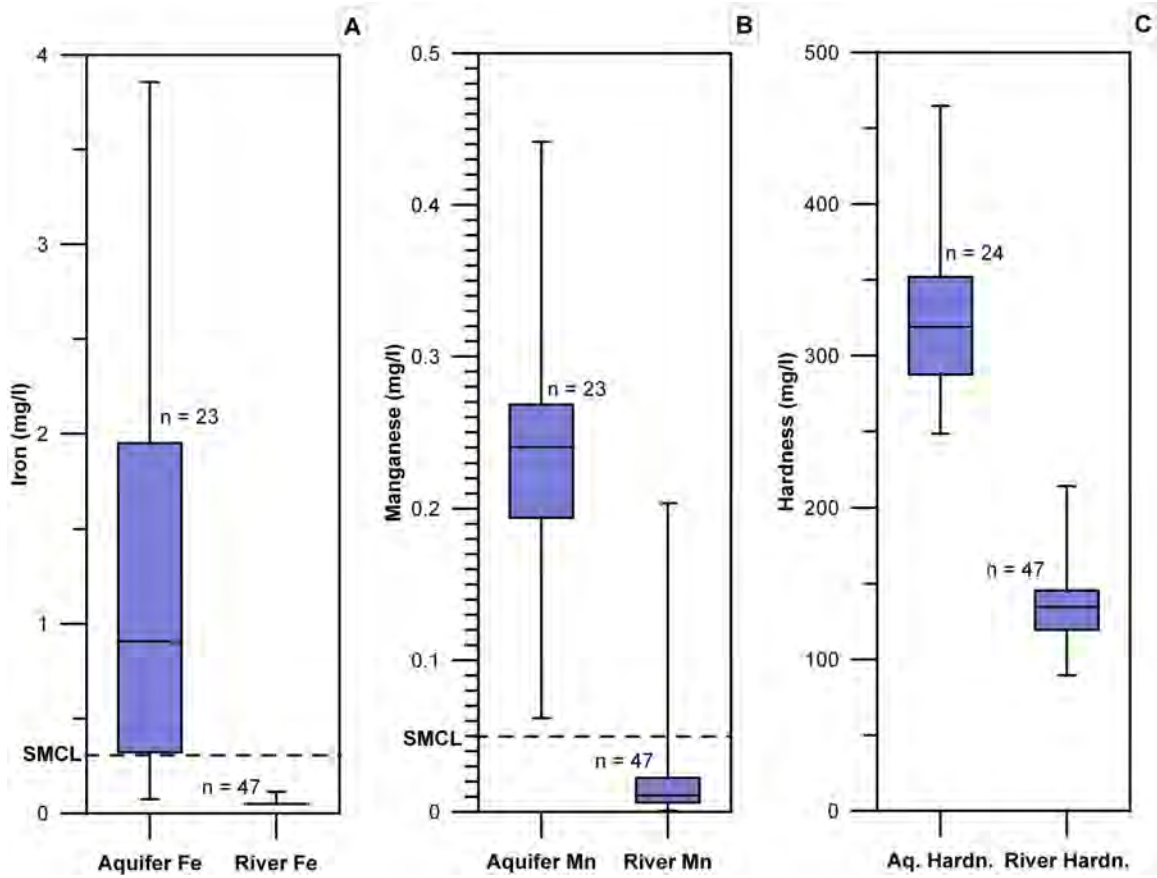 A
Iron (mg/l)
4
3
2
1
0
SMCL
n = 23
n = 47
Aquifer Fe River Fe
B
Manganese (mg/l)
0.5
0.4
0.3
0.2
0.1
0
SMCL
n = 23
n = 47
Aquifer Mn River Mn
C
Hardness (mg/l)
500
400
300
200
100
0
n = 24
n = 47
Aq. Hardn. River Hardn.